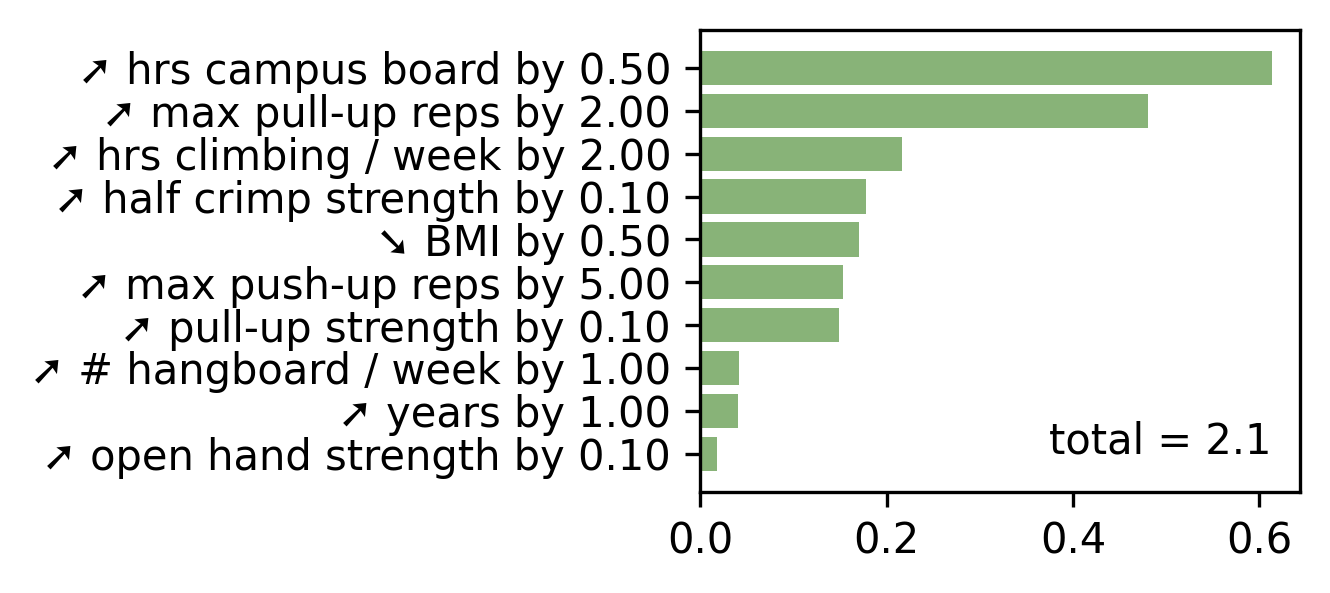 ↗ hrs campus board by 0.50
↗ max pull-up reps by 2.00
↗ hrs climbing / week by 2.00
↗ half crimp strength by 0.10
↘ BMI by 0.50
↗ max push-up reps by 5.00
↗ pull-up strength by 0.10
↗ # hangboard / week by 1.00
↗ years by 1.00
↗ open hand strength by 0.10
total = 2.1
0.0 0.2 0.4 0.6